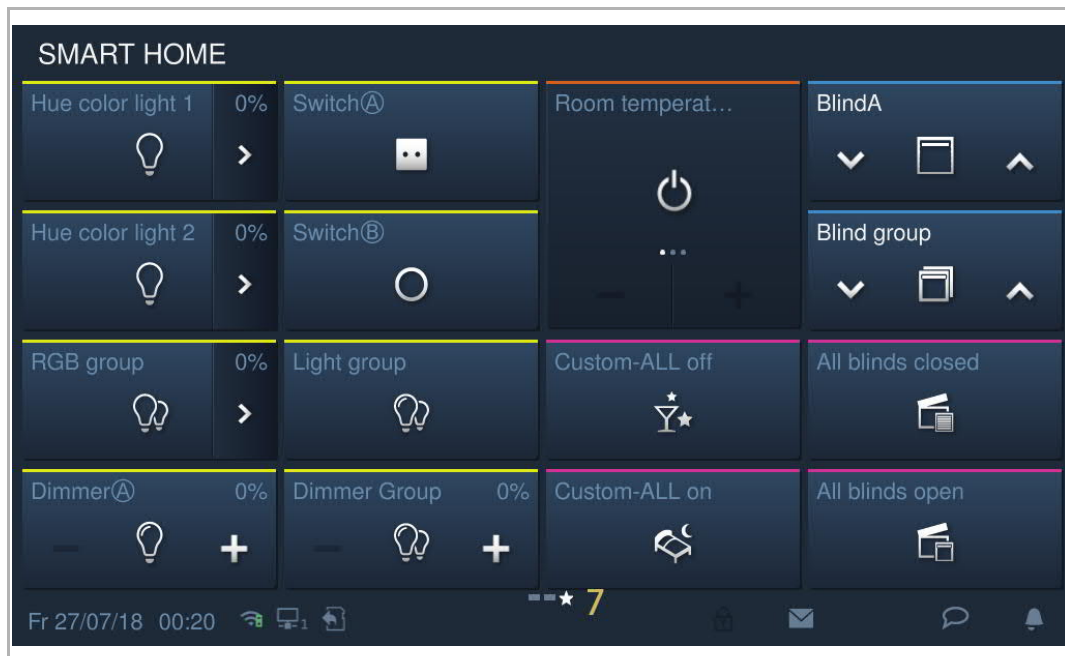 SMART HOME
Hue color light 1 0% SwitchⒶ Room temperat... BlindA
Hue color light 2 0% SwitchⒷ Blind group
RGB group 0% Light group Custom-ALL off All blinds closed
DimmerⒶ 0% Dimmer Group 0% Custom-ALL on All blinds open
7
Fr 27/07/18 00:20 1